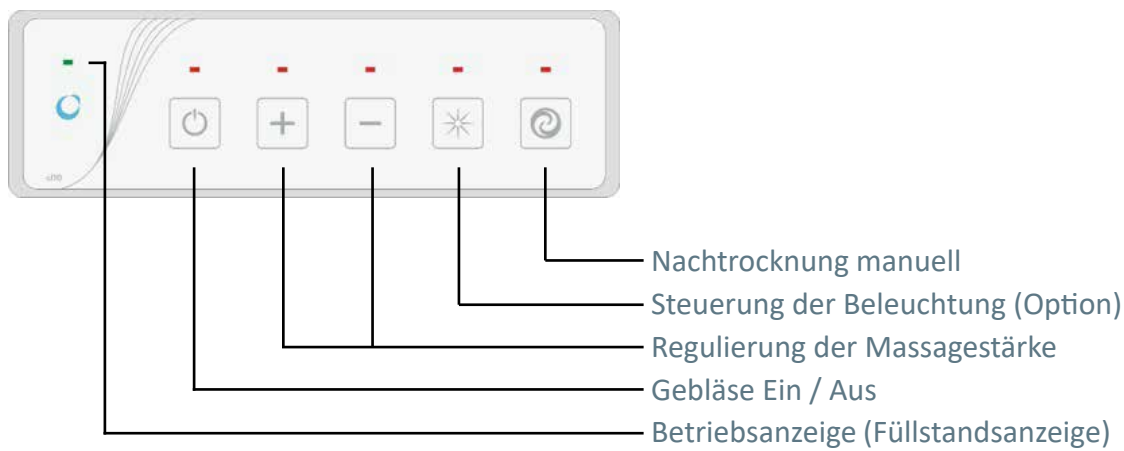 Nachtrocknung manuell
Steuerung der Beleuchtung (Option)
Regulierung der Massagestärke
Gebläse Ein / Aus
Betriebsanzeige (Füllstandsanzeige)